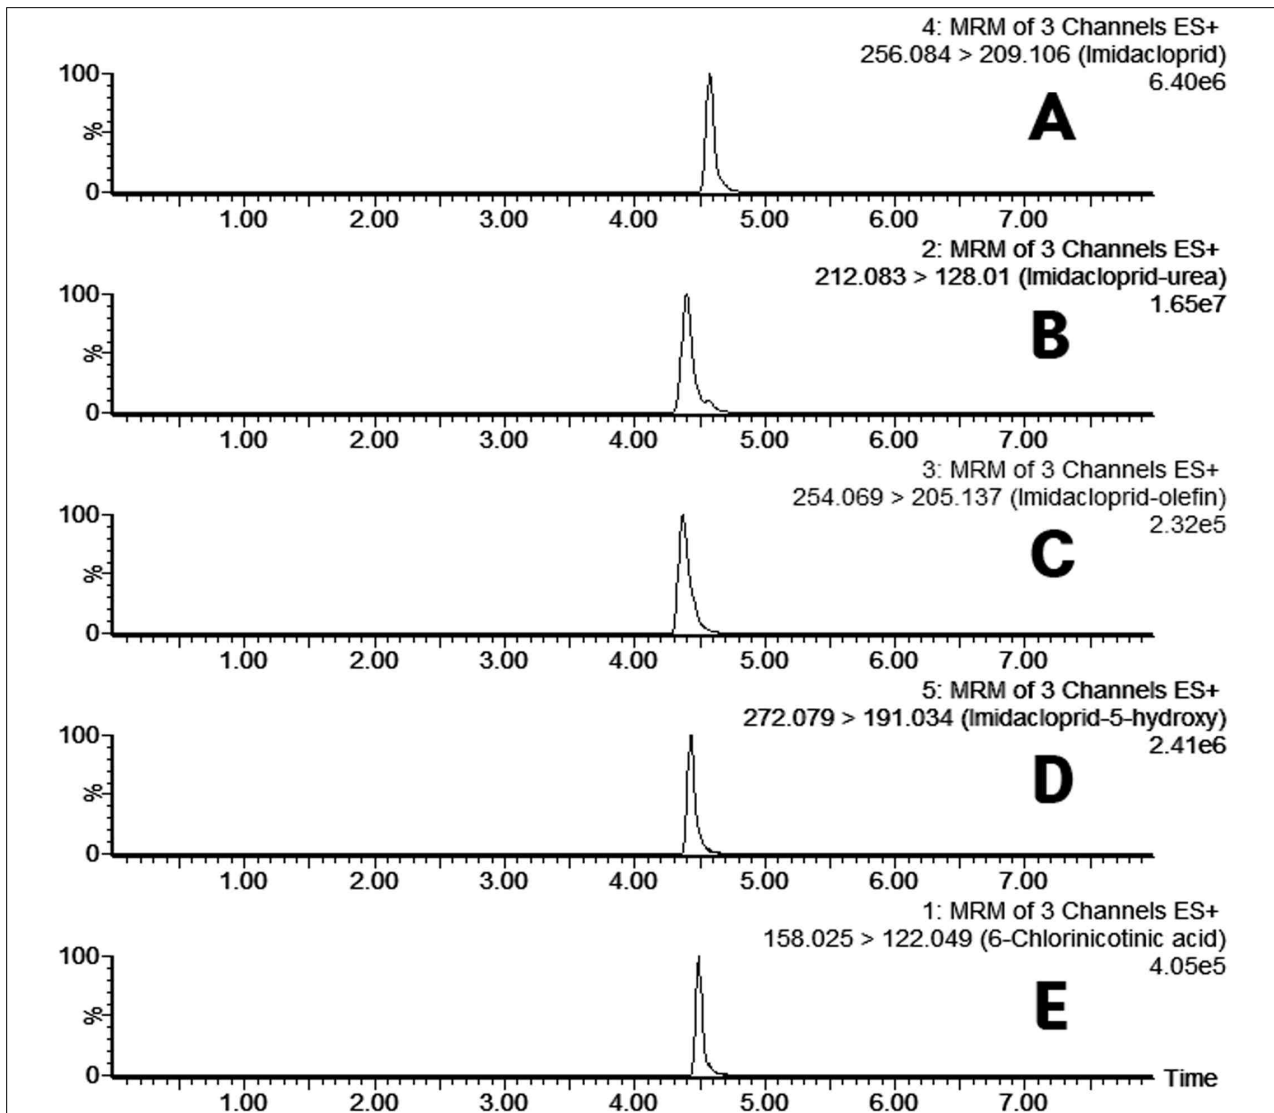 4: MRM of 3 Channels ES+
256.084 > 209.106 (Imidacloprid)
6.40e6
A
100
%
0
1.00 2.00 3.00 4.00 5.00 6.00 7.00
2: MRM of 3 Channels ES+
212.083 > 128.01 (Imidacloprid-urea)
1.65e7
B
100
%
0
1.00 2.00 3.00 4.00 5.00 6.00 7.00
3: MRM of 3 Channels ES+
254.069 > 205.137 (Imidacloprid-olefin)
2.32e5
C
100
%
0
1.00 2.00 3.00 4.00 5.00 6.00 7.00
5: MRM of 3 Channels ES+
272.079 > 191.034 (Imidacloprid-5-hydroxy)
2.41e6
D
100
%
0
1.00 2.00 3.00 4.00 5.00 6.00 7.00
1: MRM of 3 Channels ES+
158.025 > 122.049 (6-Chlorinicotinic acid)
4.05e5
E
100
%
0
Time
1.00 2.00 3.00 4.00 5.00 6.00 7.00